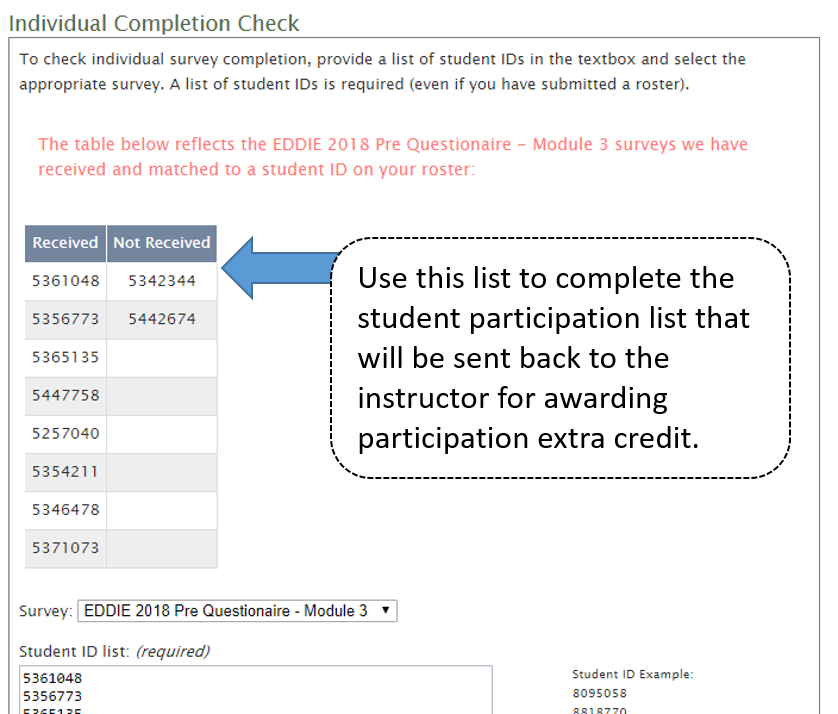 Individual Completion Check
To check individual survey completion, provide a list of student IDs in the textbox and select the
appropriate survey. A list of student IDs is required (even if you have submitted a roster).
The table below reflects the EDDIE 2018 Pre Questionaire - Module 3 surveys we have
received and matched to a student ID on your roster:
Received Not Received
5361048 5342344
5356773 5442674
5365135
5447758
5257040
5354211
5346478
5371073
Use this list to complete the
student participation list that
will be sent back to the
instructor for awarding
participation extra credit.
Survey: EDDIE 2018 Pre Questionaire - Module 3
Student ID list: (required)
5361048
5356773
5365135
Student ID Example:
8095058
8818770